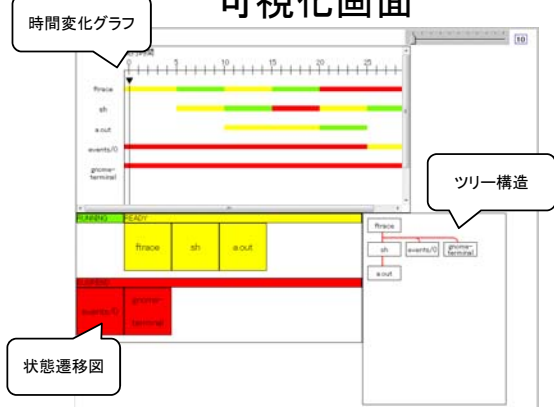 可視化画面
時間変化グラフ
10
0 5 10 15 20 25
ftrace
sh
a.out
events/0
gnome-
terminal
ツリー構造
RUNNING READY
ftrace sh a.out
ftrace
sh events/0 gnome-
terminal
a.out
events/0 gnome-
terminal
状態遷移図